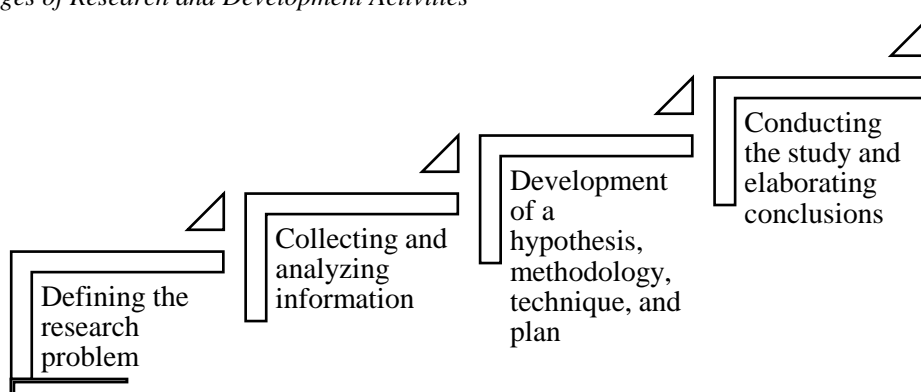 of Research and Development Activities
Defining the
research
problem
Collecting and
analyzing
information
Development
of a
hypothesis,
methodology,
technique, and
plan
Conducting
the study and
elaborating
conclusions